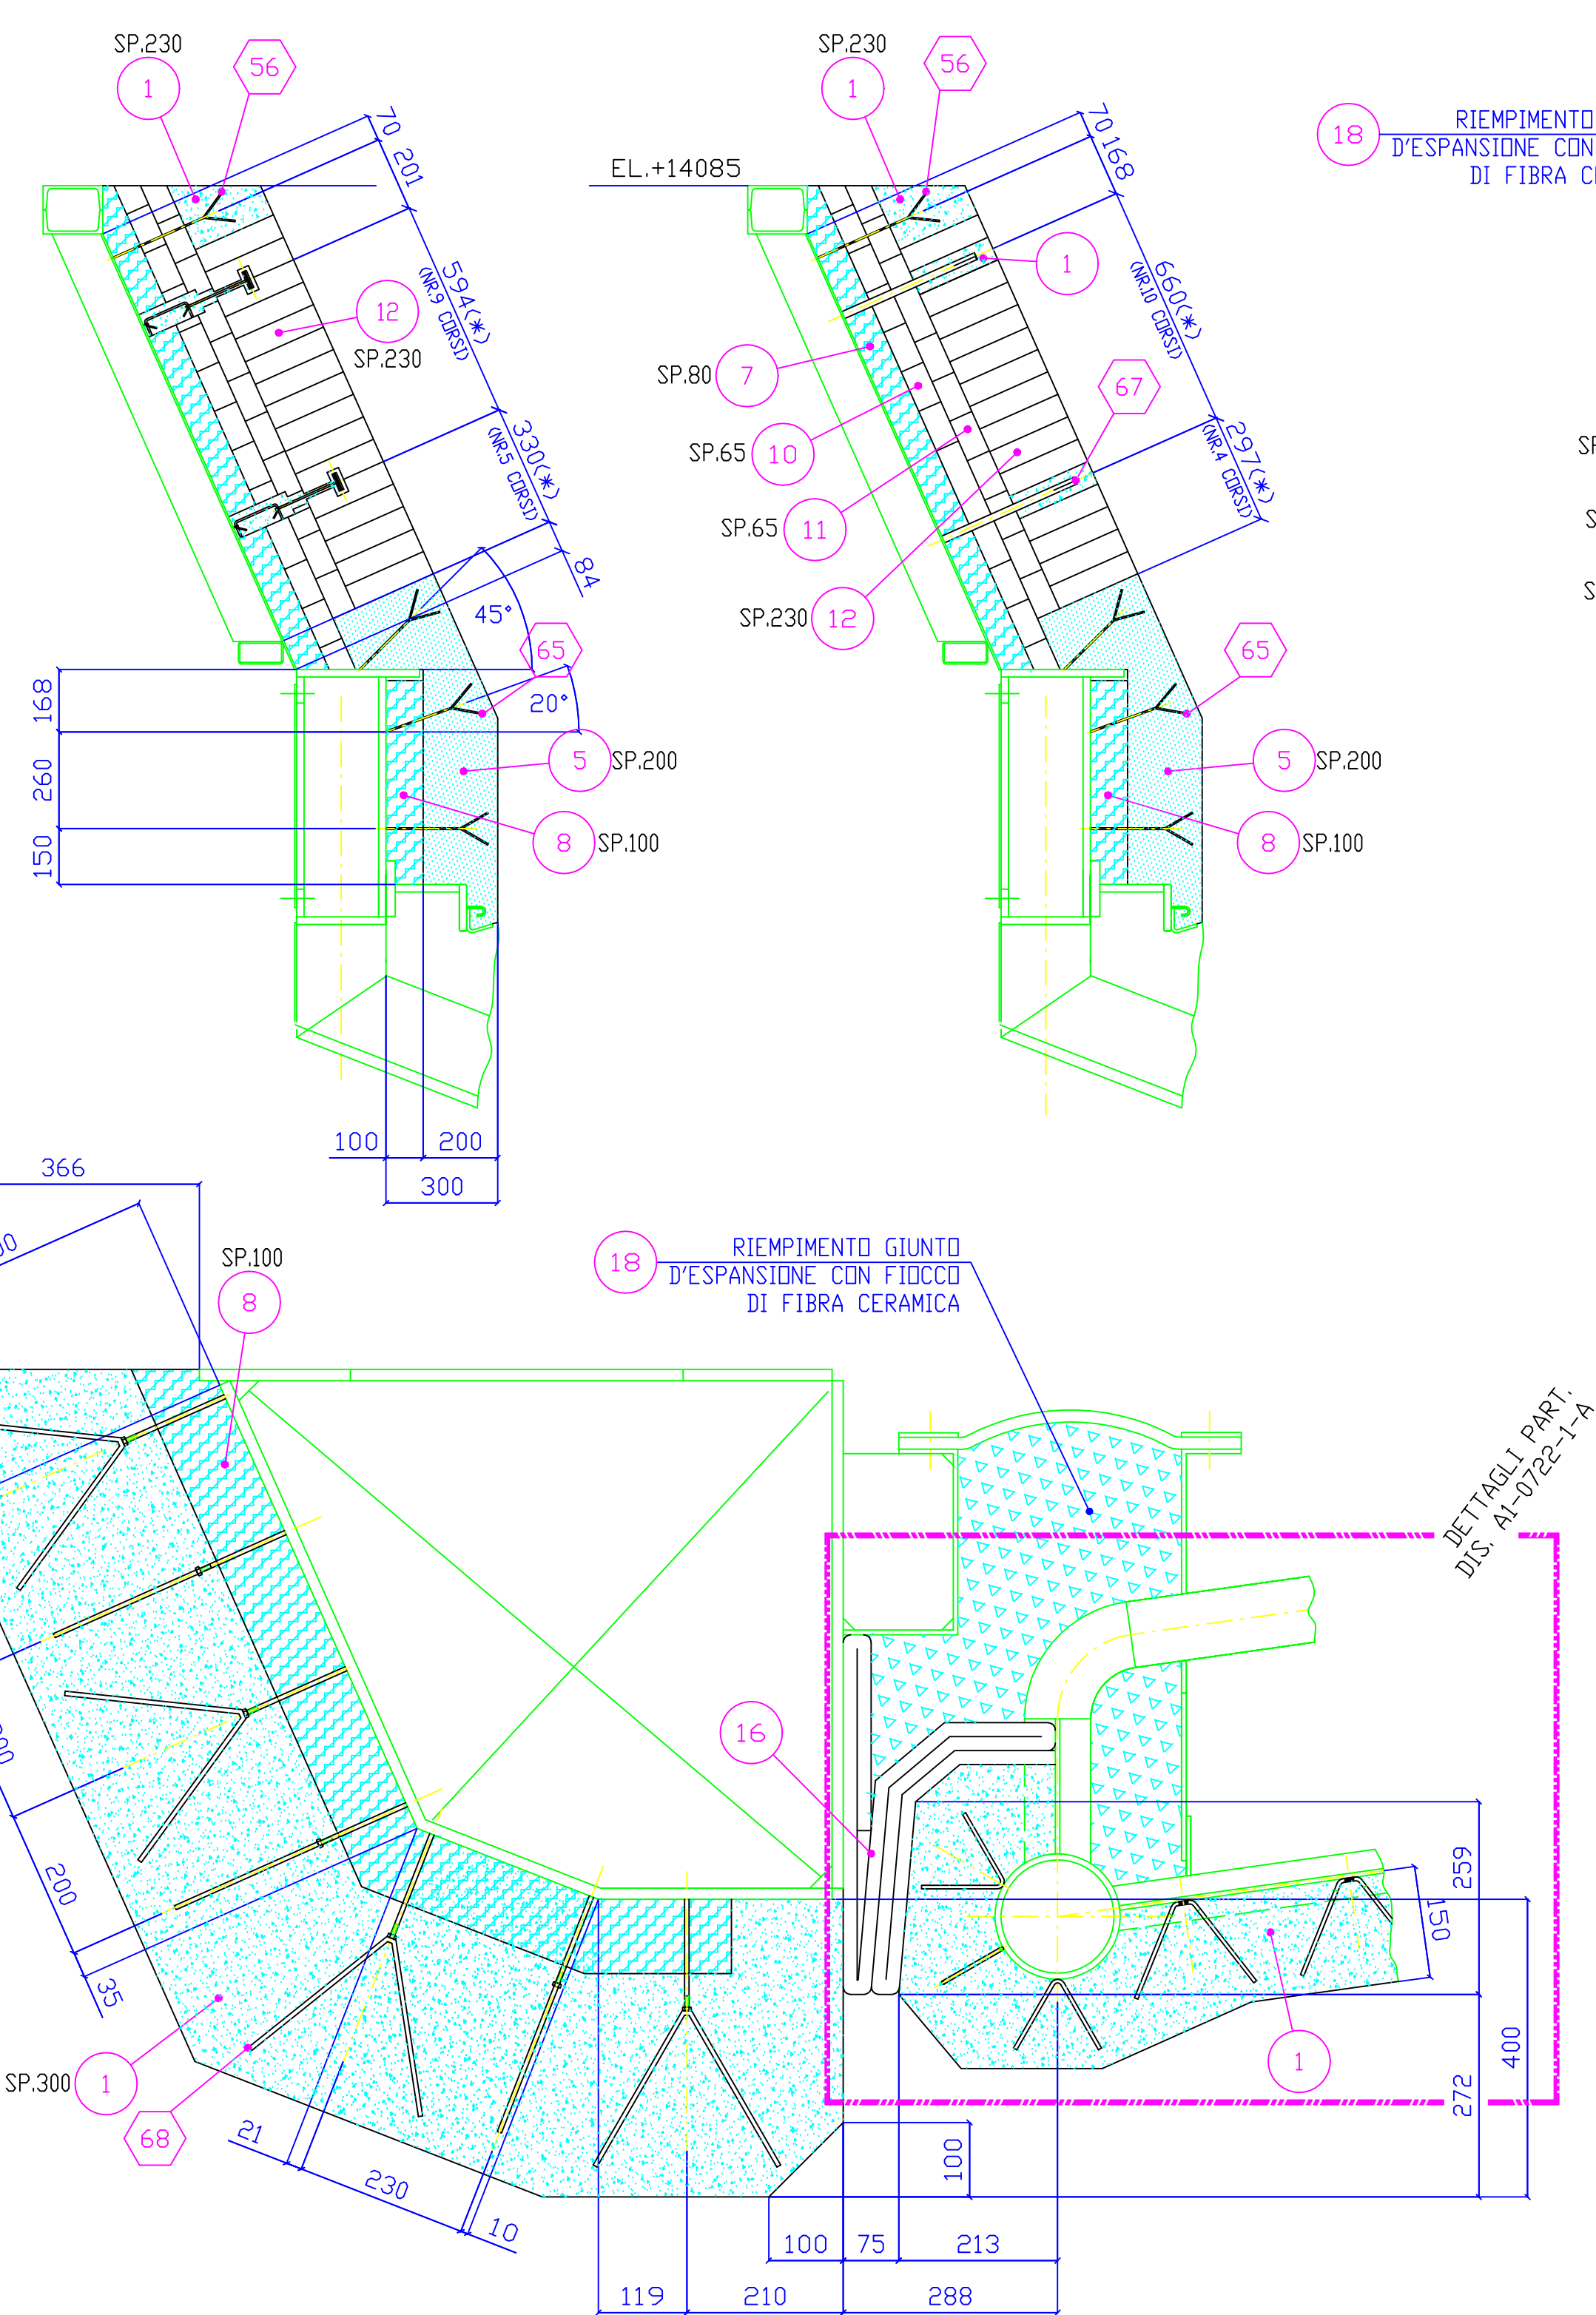 SP.230
1
56
70
201
594(*)
(NR.9 CORSI)
12
SP.230
330(*)
(NR.5 CORSI)
84
45°
65
20°
168
260
150
5
SP.200
8
SP.100
100
200
300
EL.+14085
SP.230
1
56
70
168
1
660(*)
(NR.10 CORSI)
SP.80
7
67
SP.65
10
297(*)
(NR.4 CORSI)
SP.65
11
SP.230
12
65
5
SP.200
8
SP.100
18
RIEMPIMENTO
D'ESPANSIONE CON
DI FIBRA
366
SP.100
8
18
RIEMPIMENTO GIUNTO
D'ESPANSIONE CON FIOCCO
DI FIBRA CERAMICA
DETTAGLI PART.
DIS. A1-0722-1-A
16
200
35
SP.300
1
68
21
230
10
259
150
400
1
272
100
100
75
213
119
210
288